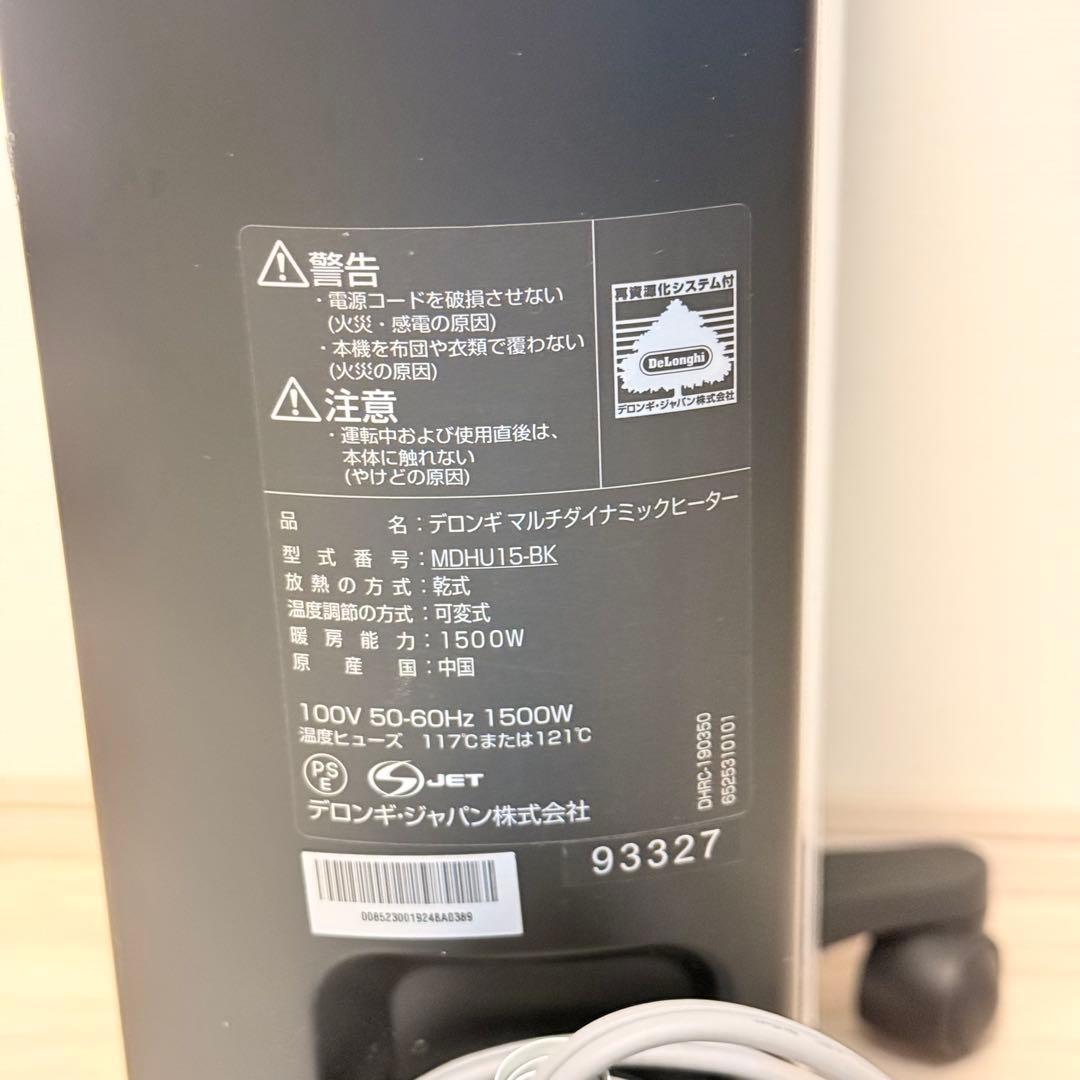 警告
・電源コードを破損させない
(火災・感電の原因)
・本機を布団や衣類で覆わない
(火災の原因)
注意
・運転中および使用直後は、
本体に触れない
(やけどの原因)
再資源化システム付
DeLonghi
デロンギ・ジャパン株式会社
品名：デロンギ マルチダイナミックヒーター
型式番号：MDHU15-BK
放熱の方式：乾式
温度調節の方式：可変式
暖房能力：1500W
原産国：中国
100V 50-60Hz 1500W
温度ヒューズ 117℃または121℃
PSE
JET
デロンギ・ジャパン株式会社
DHRC-190350
6525310101
93327
008523001924BA0389